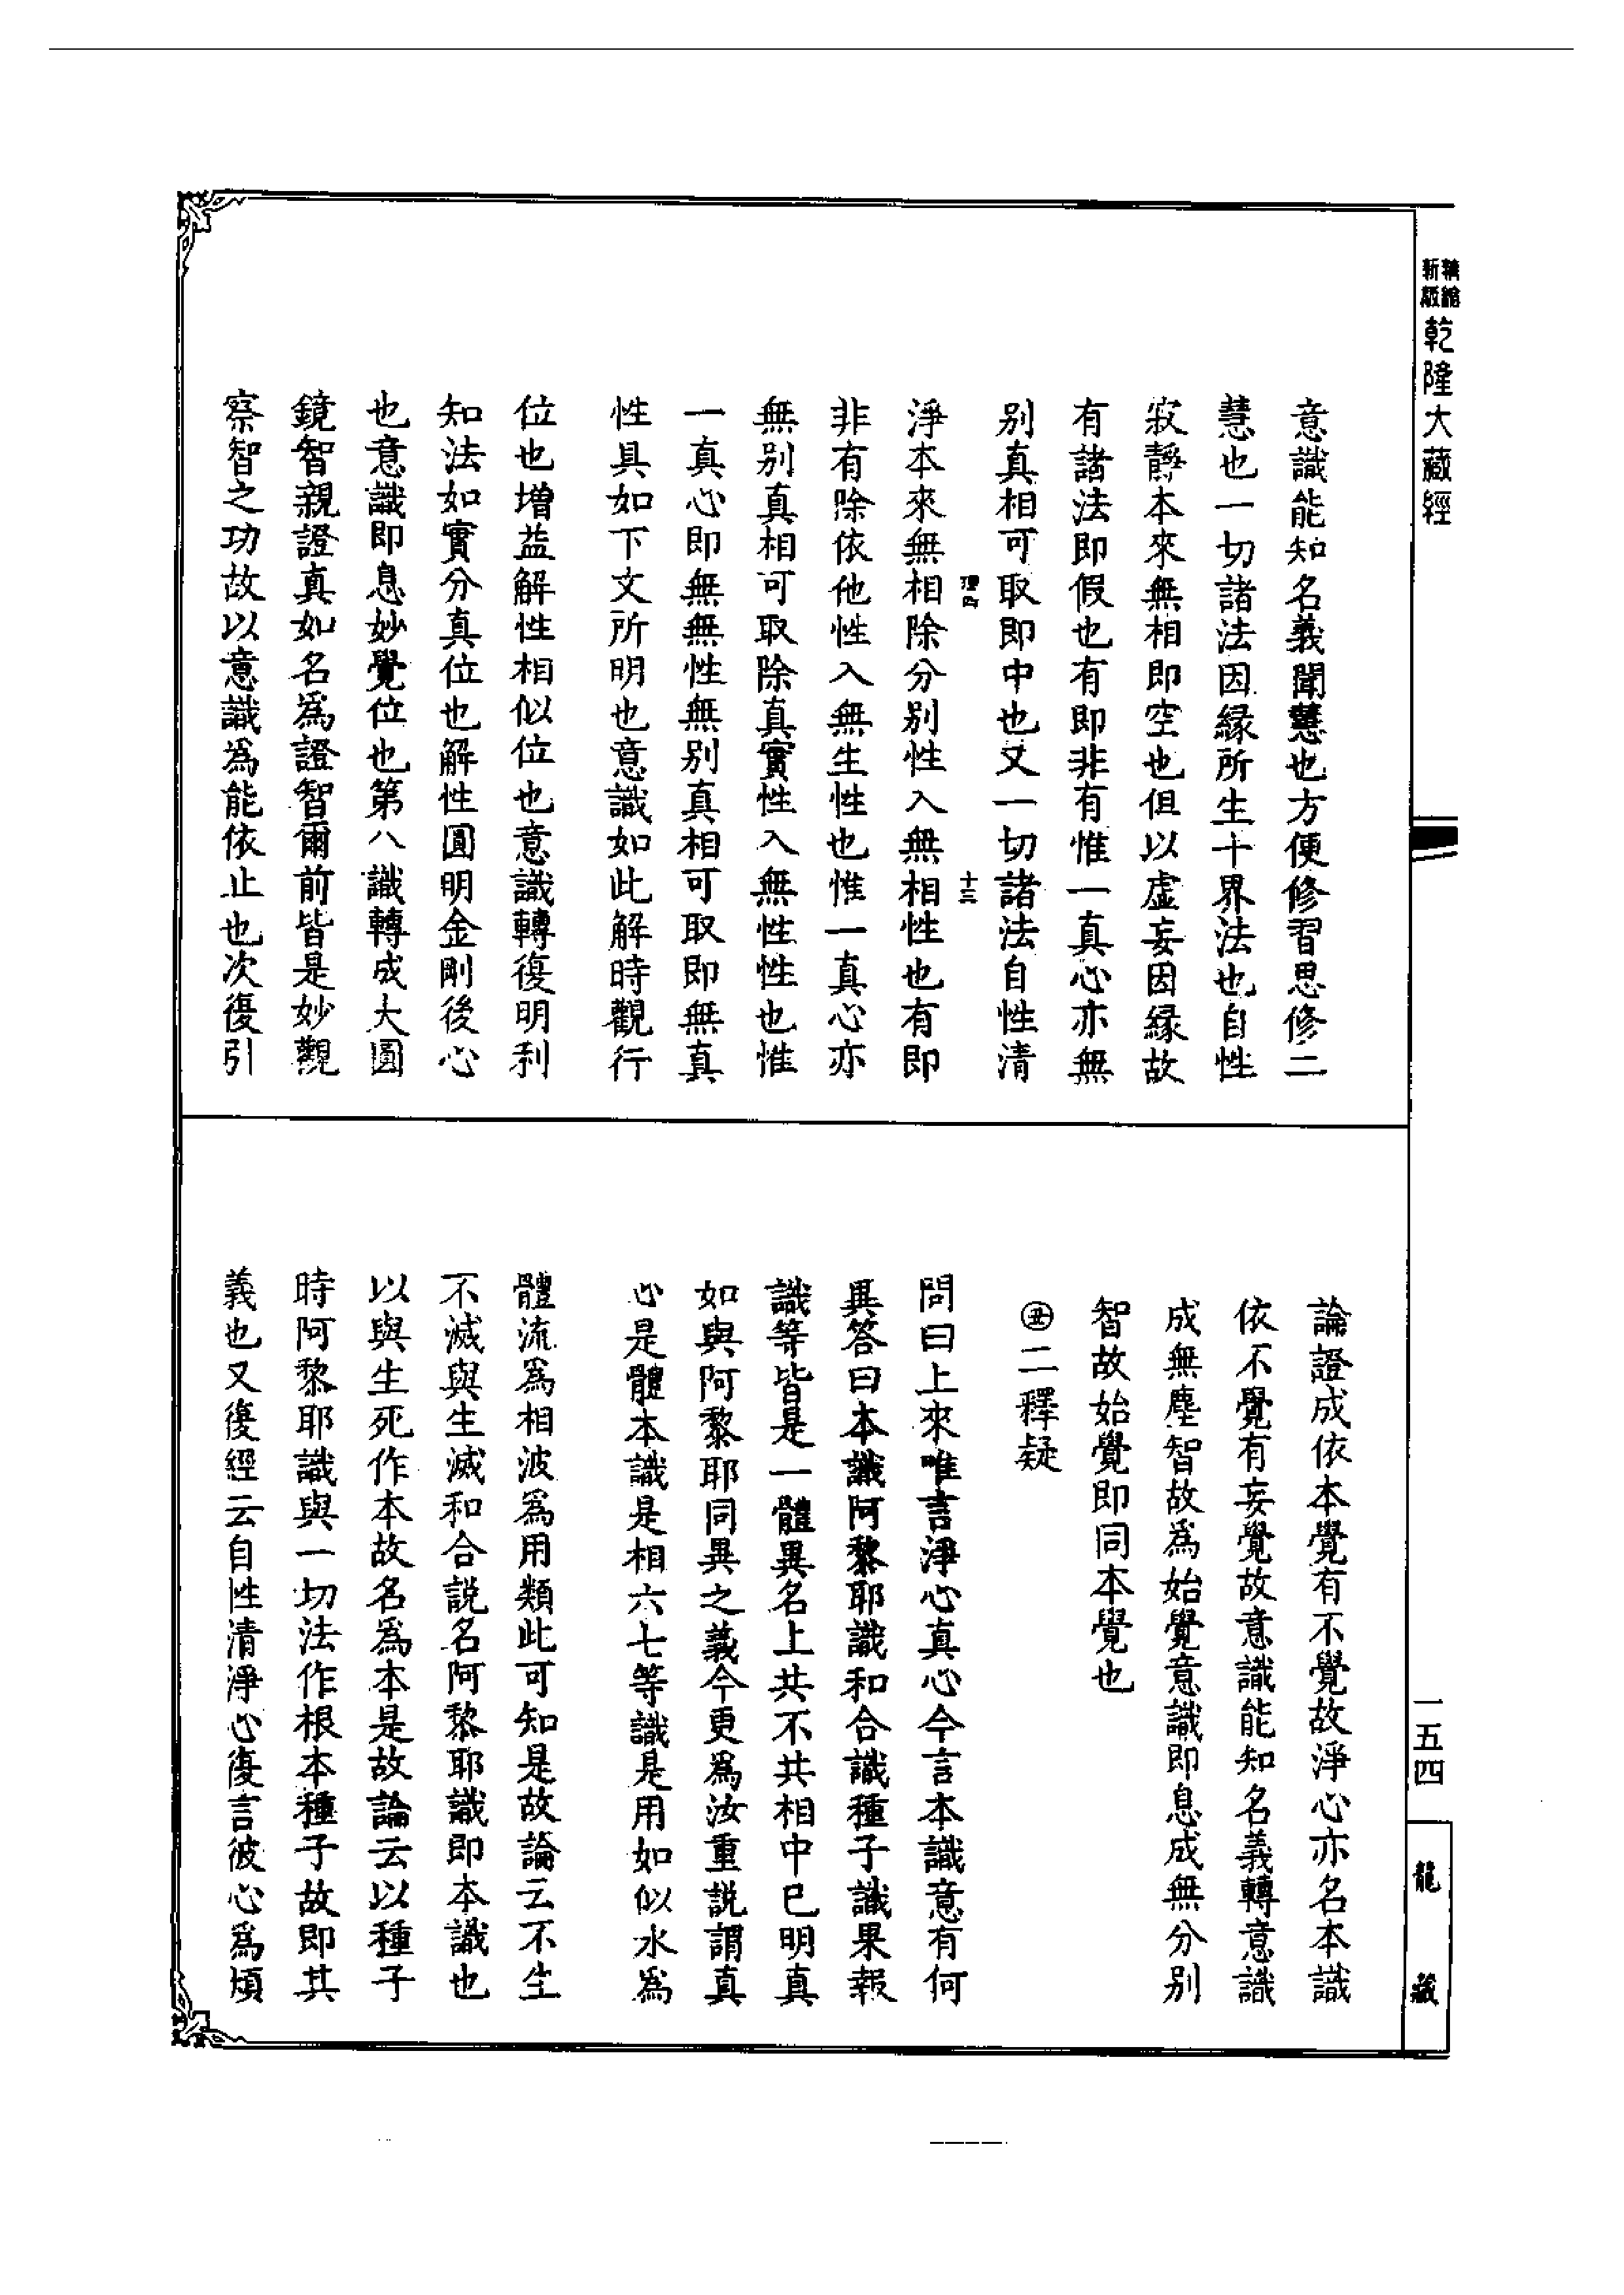 新編縮版
乾隆大藏經
意識能知名義聞慧也方便修習思修二
慧也一切諸法因緣所生十界法也自性
寂靜本來無相即空也但以虛妄因緣故
有諸法即假也有即非有惟一真心亦無
別真相可取即中也又一切諸法自性清
十三
淨本來無相除分別性入無相性也有即
非有除依他性入無生性也惟一真心亦
無別真相可取除真實性入無性性也惟
一真心即無無性無別真相可取即無真
性具如下文所明也意識如此解時觀行
位也增益解性相似位也意識轉復明利
知法如實分真位也解性圓明金剛後心
也意識即息妙覺位也第八識轉成大圓
鏡智親證真如名為證智爾前皆是妙觀
察智之功故以意識為能依止也次復引
論證成依本覺有不覺故淨心亦名本識
依不覺有妄覺故意識能知名義轉意識
成無塵智故為始覺意識即息成無分別
智故始覺即同本覺也
㊄二釋疑
問曰上來唯言淨心真心今言本識意有何
異答曰本識阿黎耶識和合識種子識果報
識等皆是一體異名上共不共相中已明真
如與阿黎耶同異之義今更為汝重說謂真
心是體本識是相六七等識是用如似水為
體流為相波為用類此可知是故論云不生
不滅與生滅和合說名阿黎耶識即本識也
以與生死作本故名為本是故論云以種子
時阿黎耶識與一切法作根本種子故即其
義也又復經云自性清淨心復言彼心為煩
一五四
龍藏